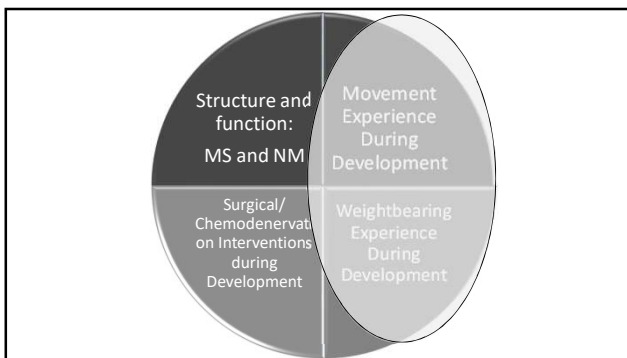 Structure and
function:
MS and NM
Movement
Experience
During
Development
Surgical/
Chemodenervati
on Interventions
during
Development
Weightbearing
Experience
During
Development